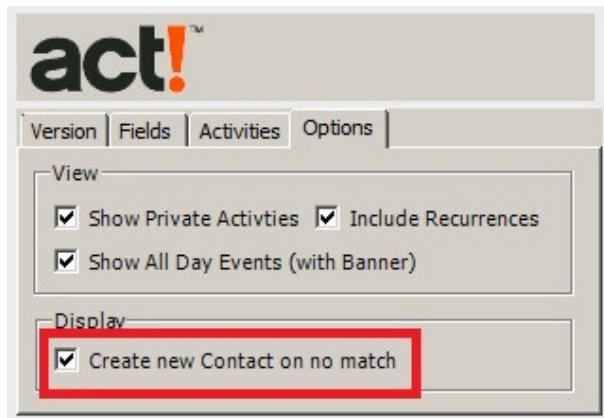 act!™
Version Fields Activities Options
View
Show Private Activties Include Recurrences
Show All Day Events (with Banner)
Display
Create new Contact on no match